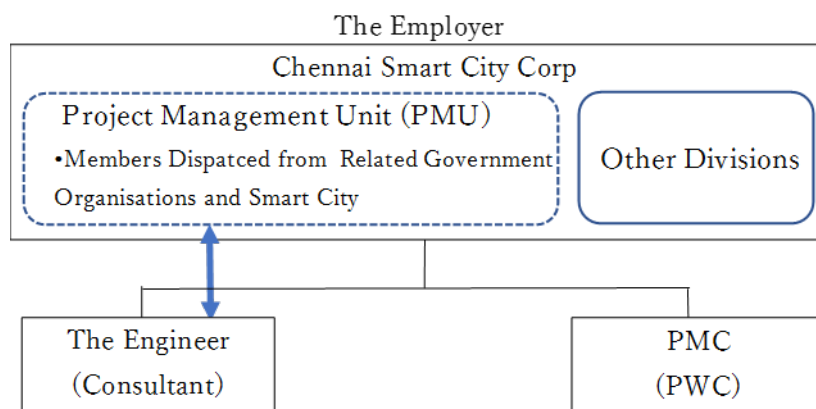 The Employer
Chennai Smart City Corp
Project Management Unit (PMU)
•Members Dispatced from Related Government
Organisations and Smart City
Other Divisions
The Engineer
(Consultant)
PMC
(PWC)